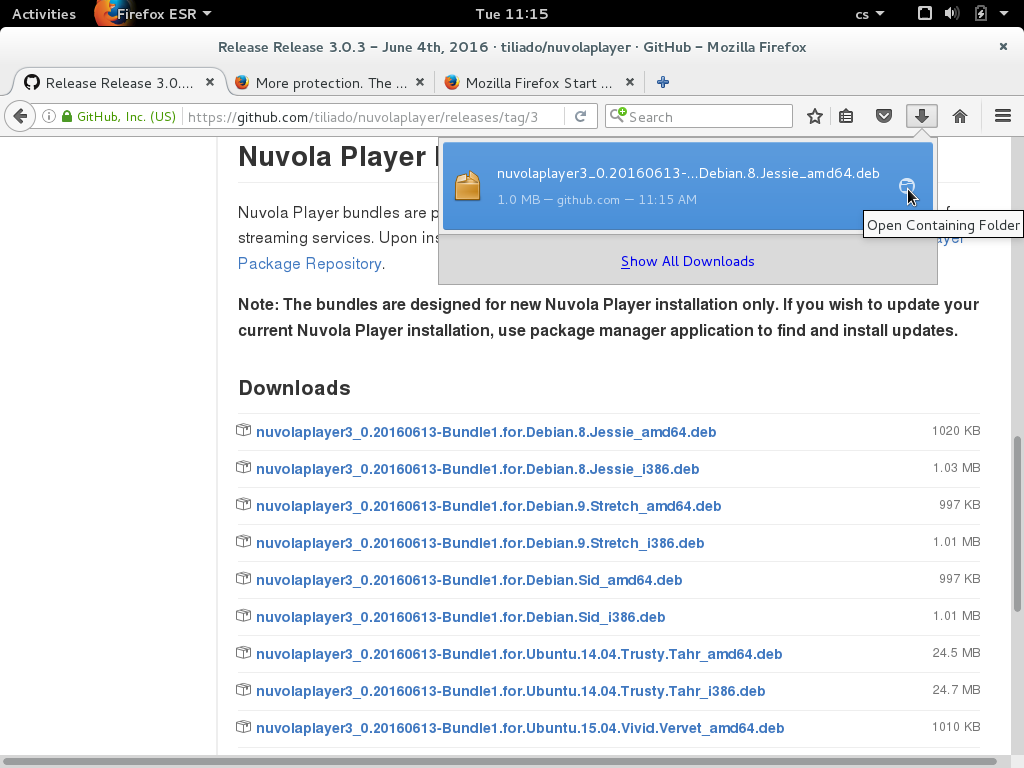 Activities Firefox ESR Tue 11:15 cs
Release Release 3.0.3 – June 4th, 2016 · tiliado/nuvolaplayer · GitHub – Mozilla Firefox
Release Release 3.0.... More protection. The ... Mozilla Firefox Start ...
GitHub, Inc. (US) https://github.com/tiliado/nuvolaplayer/releases/tag/3 Search
Nuvola Player
nuvolaplayer3_0.20160613-...Debian.8.Jessie_amd64.deb
1.0 MB — github.com — 11:15 AM
Open Containing Folder
Show All Downloads
Nuvola Player bundles are
streaming services. Upon
Package Repository.
Note: The bundles are designed for new Nuvola Player installation only. If you wish to update your
current Nuvola Player installation, use package manager application to find and install updates.
Downloads
nuvolaplayer3_0.20160613-Bundle1.for.Debian.8.Jessie_amd64.deb 1020 KB
nuvolaplayer3_0.20160613-Bundle1.for.Debian.8.Jessie_i386.deb 1.03 MB
nuvolaplayer3_0.20160613-Bundle1.for.Debian.9.Stretch_amd64.deb 997 KB
nuvolaplayer3_0.20160613-Bundle1.for.Debian.9.Stretch_i386.deb 1.01 MB
nuvolaplayer3_0.20160613-Bundle1.for.Debian.Sid_amd64.deb 997 KB
nuvolaplayer3_0.20160613-Bundle1.for.Debian.Sid_i386.deb 1.01 MB
nuvolaplayer3_0.20160613-Bundle1.for.Ubuntu.14.04.Trusty.Tahr_amd64.deb 24.5 MB
nuvolaplayer3_0.20160613-Bundle1.for.Ubuntu.14.04.Trusty.Tahr_i386.deb 24.7 MB
nuvolaplayer3_0.20160613-Bundle1.for.Ubuntu.15.04.Vivid.Vervet_amd64.deb 1010 KB